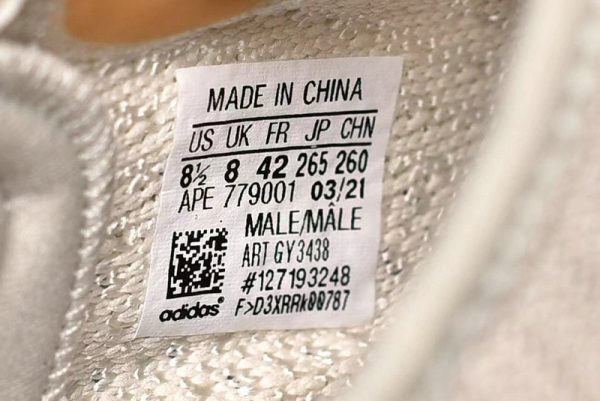 MADE IN CHINA
US UK FR JP CHN
8½ 8 42 265 260
APE 779001 03/21
MALE/MÂLE
ART GY3438
#127193248
adidas F>D3XRRk00787